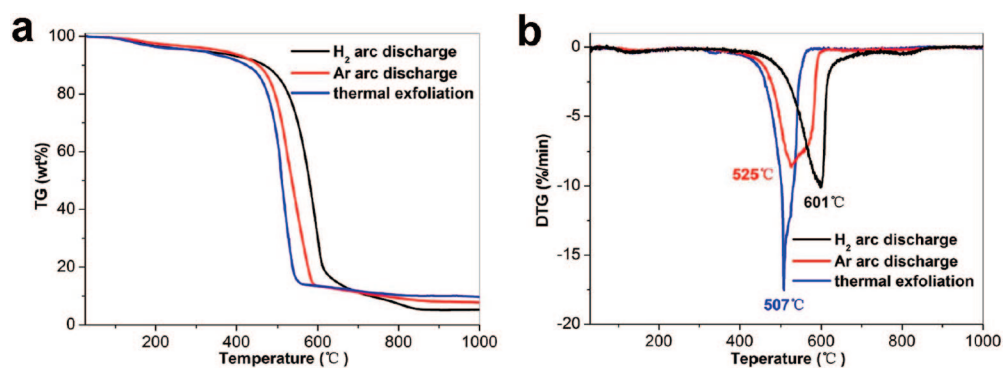 a
100
80
60
40
20
0
TG (wt%)
H₂ arc discharge
Ar arc discharge
thermal exfoliation
200
400
600
800
1000
Temperature (℃)
b
0
-5
-10
-15
-20
DTG (%/min)
525℃
601℃
507℃
H₂ arc discharge
Ar arc discharge
thermal exfoliation
200
400
600
800
1000
Teperature (℃)